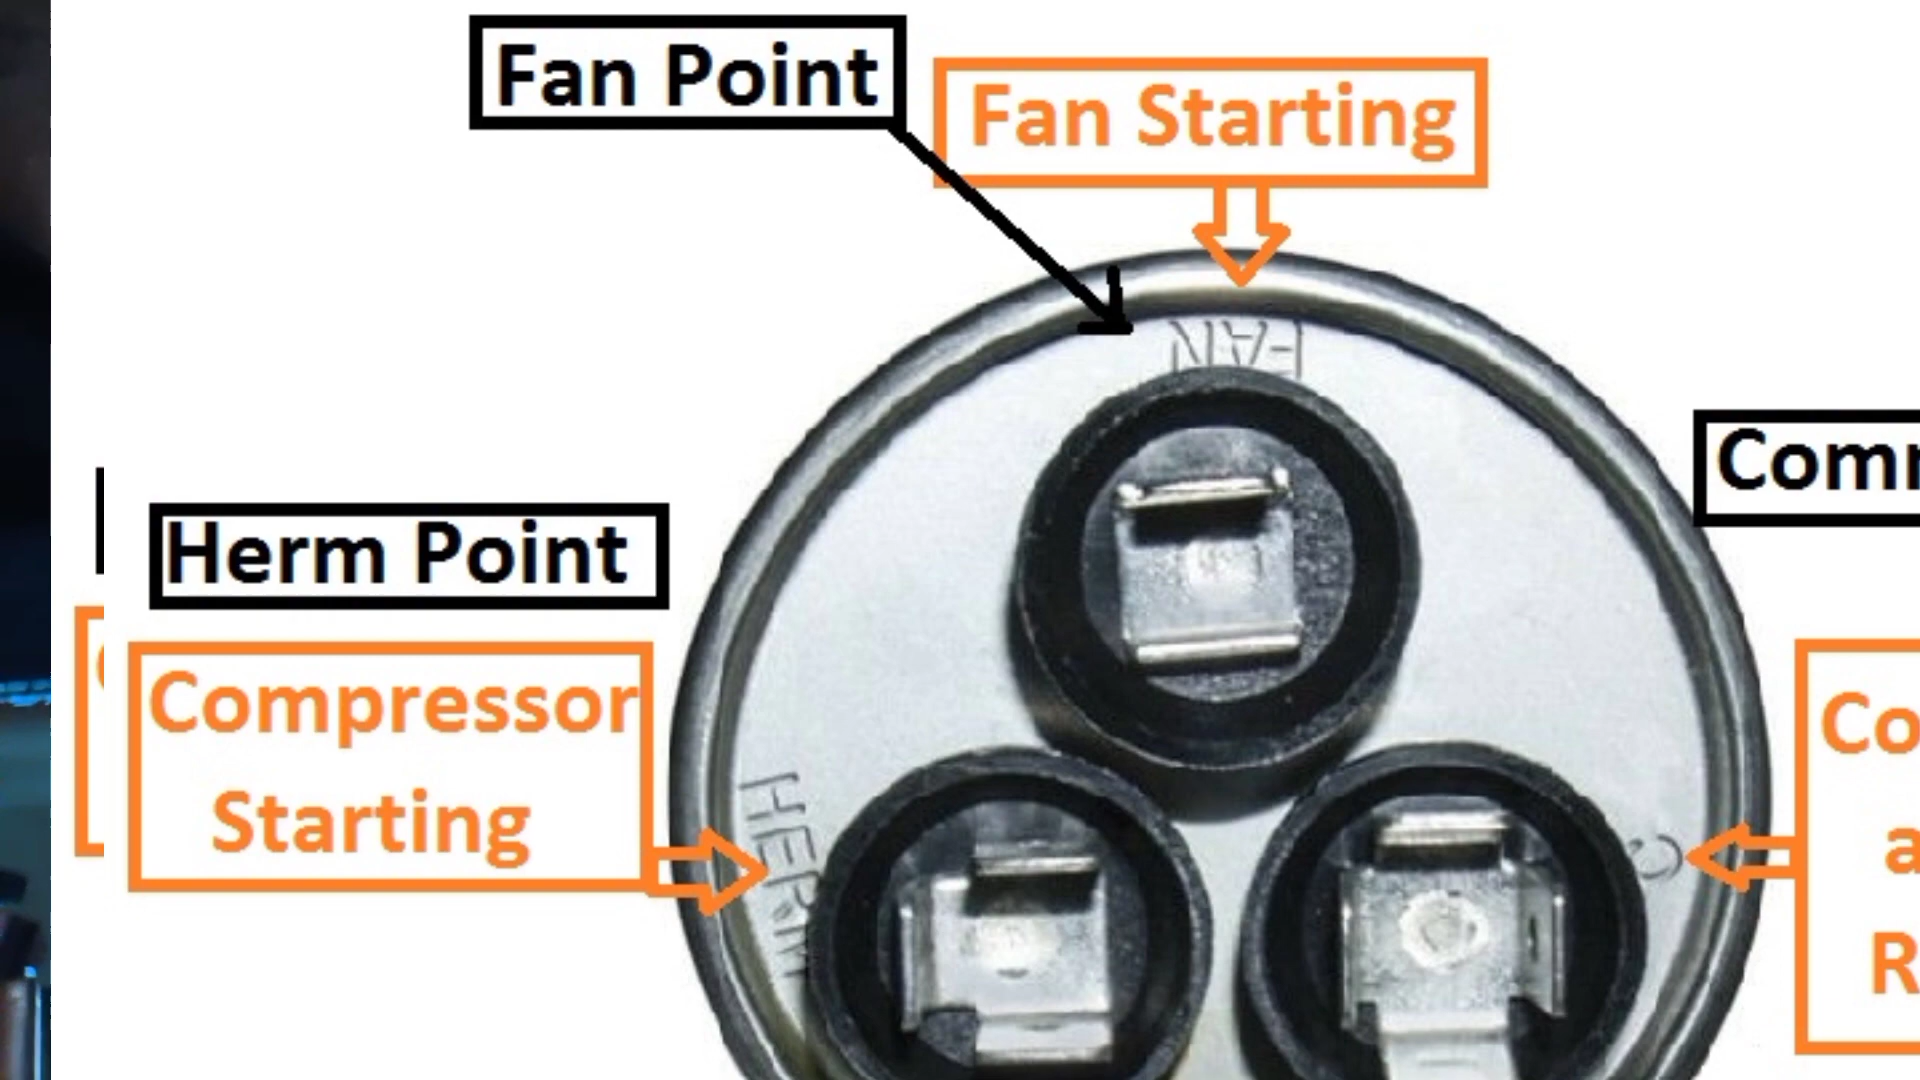 Fan Point
Fan Starting
FAN
Herm Point
Compressor
Starting
HERM
C